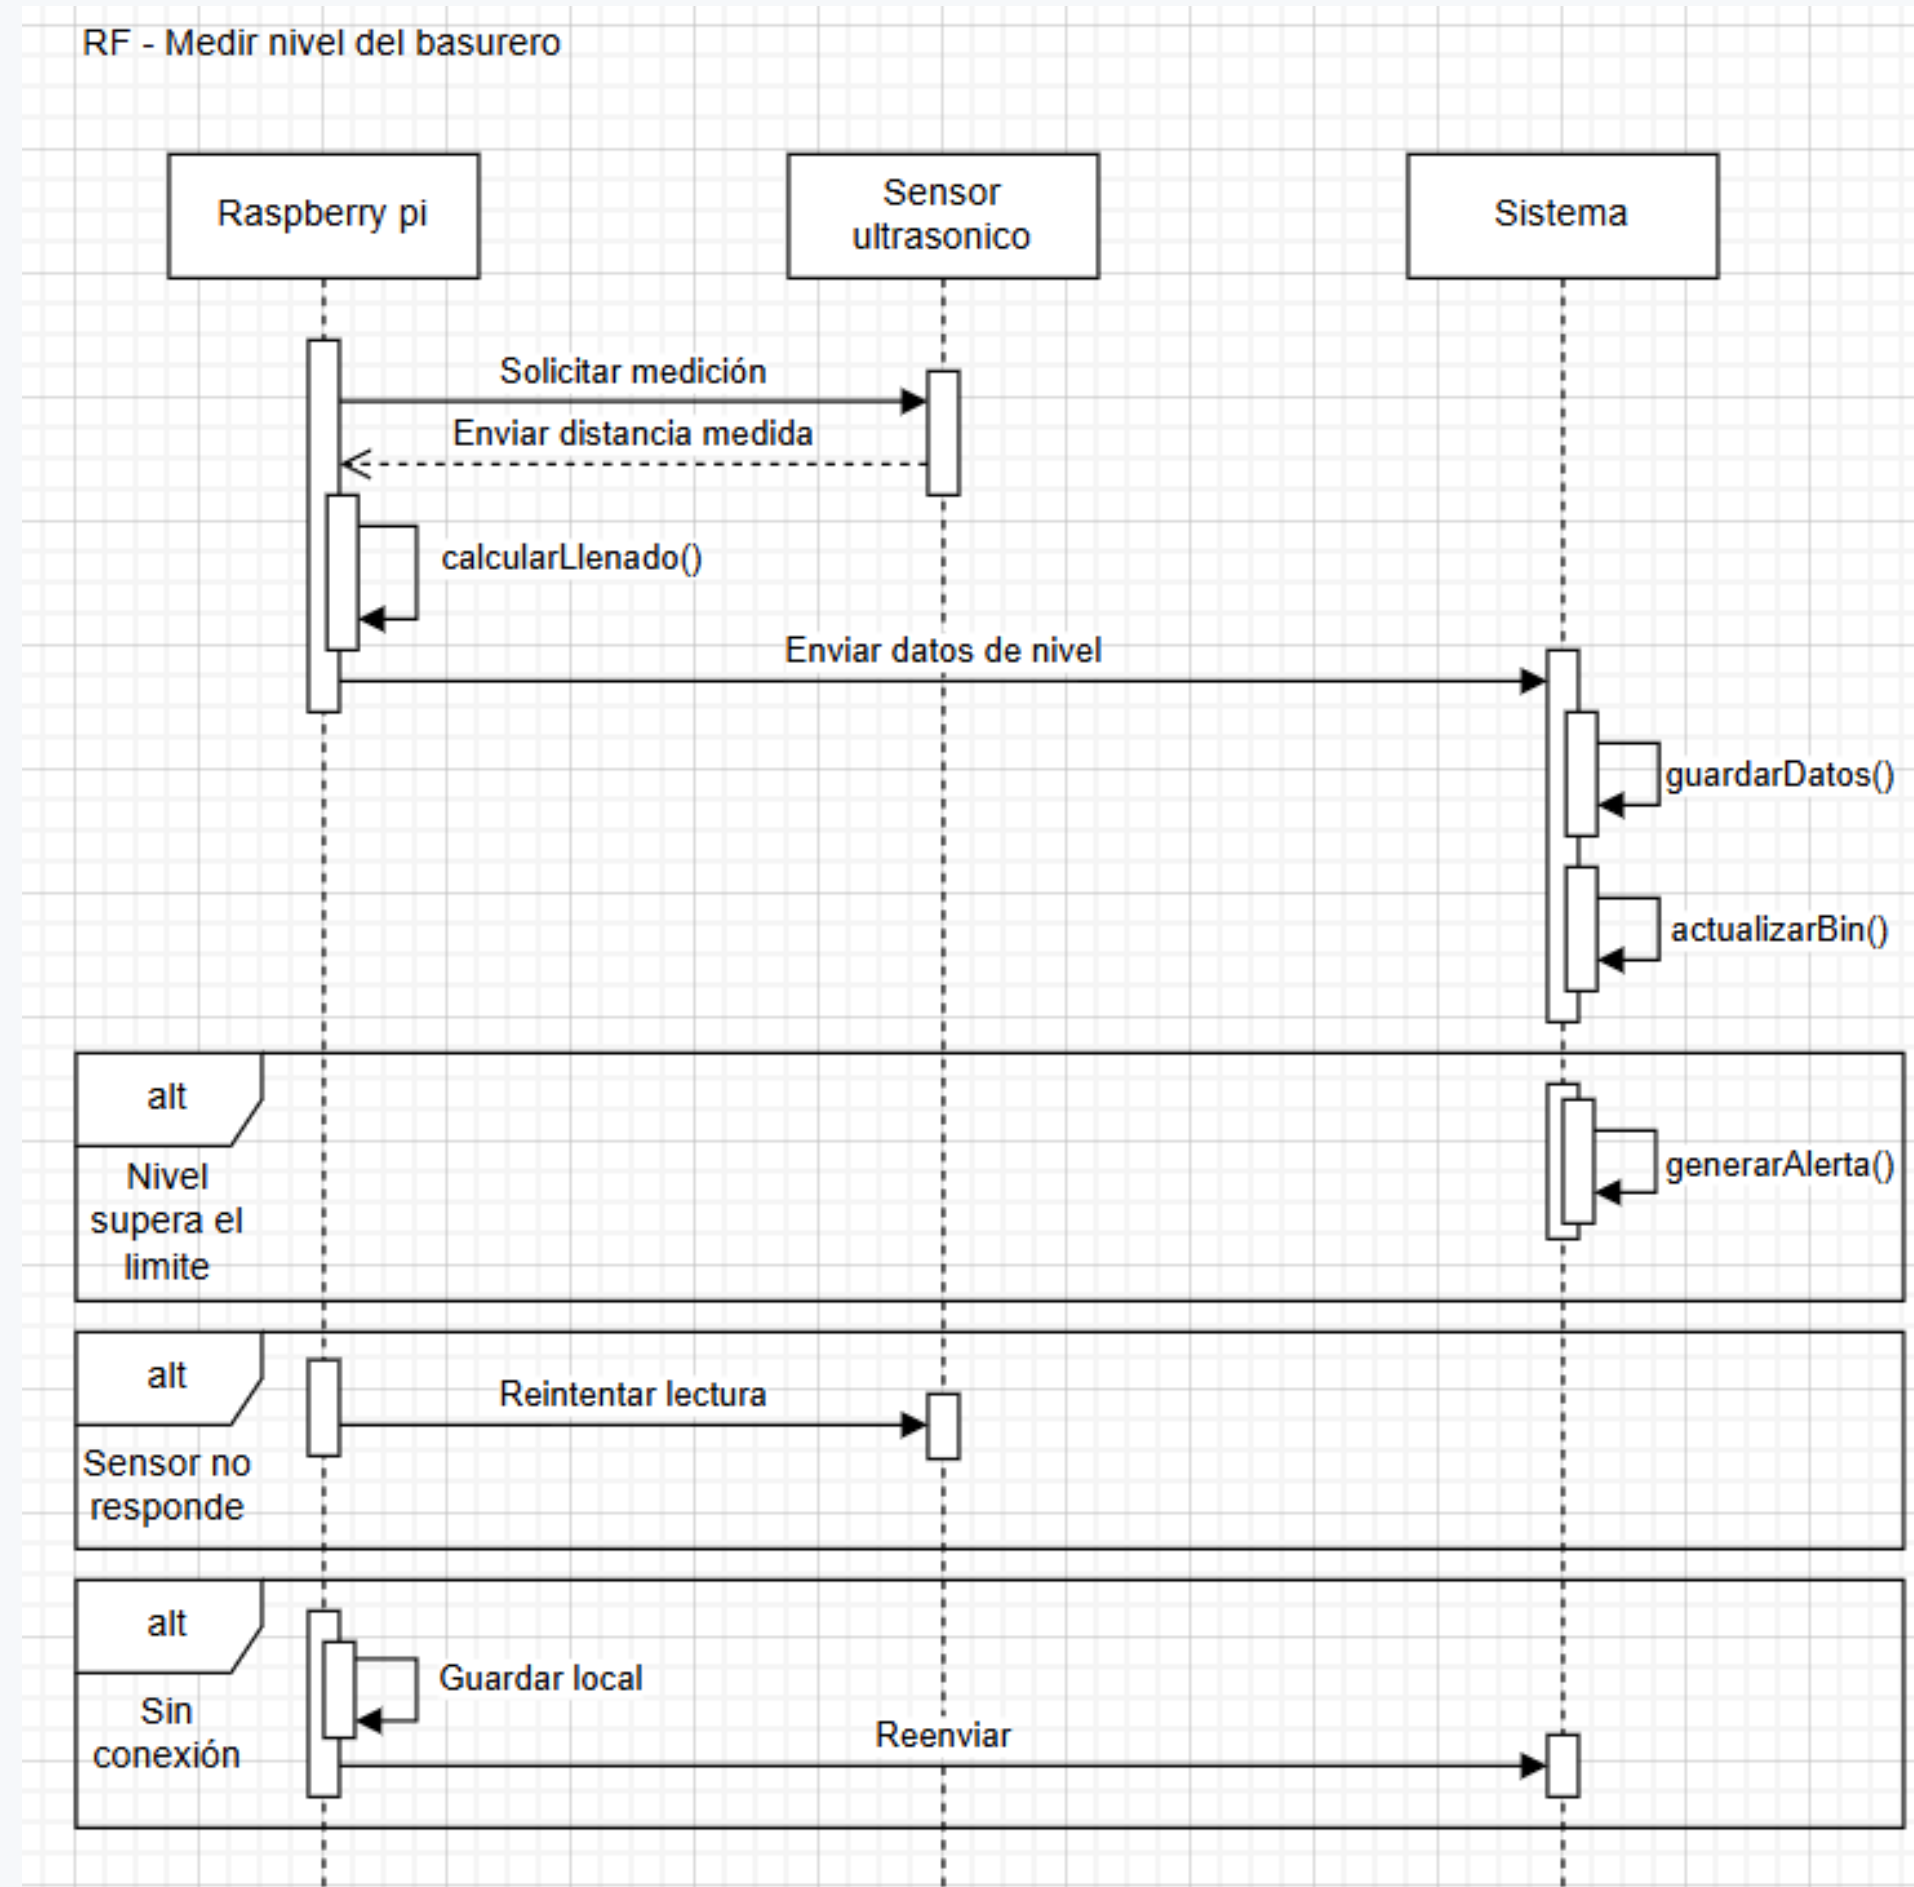 RF - Medir nivel del basurero
Raspberry pi
Sensor
ultrasonico
Sistema
Solicitar medición
Enviar distancia medida
calcularLlenado()
Enviar datos de nivel
guardarDatos()
actualizarBin()
alt
Nivel
supera el
limite
generarAlerta()
alt
Sensor no
responde
Reintentar lectura
alt
Sin
conexión
Guardar local
Reenviar